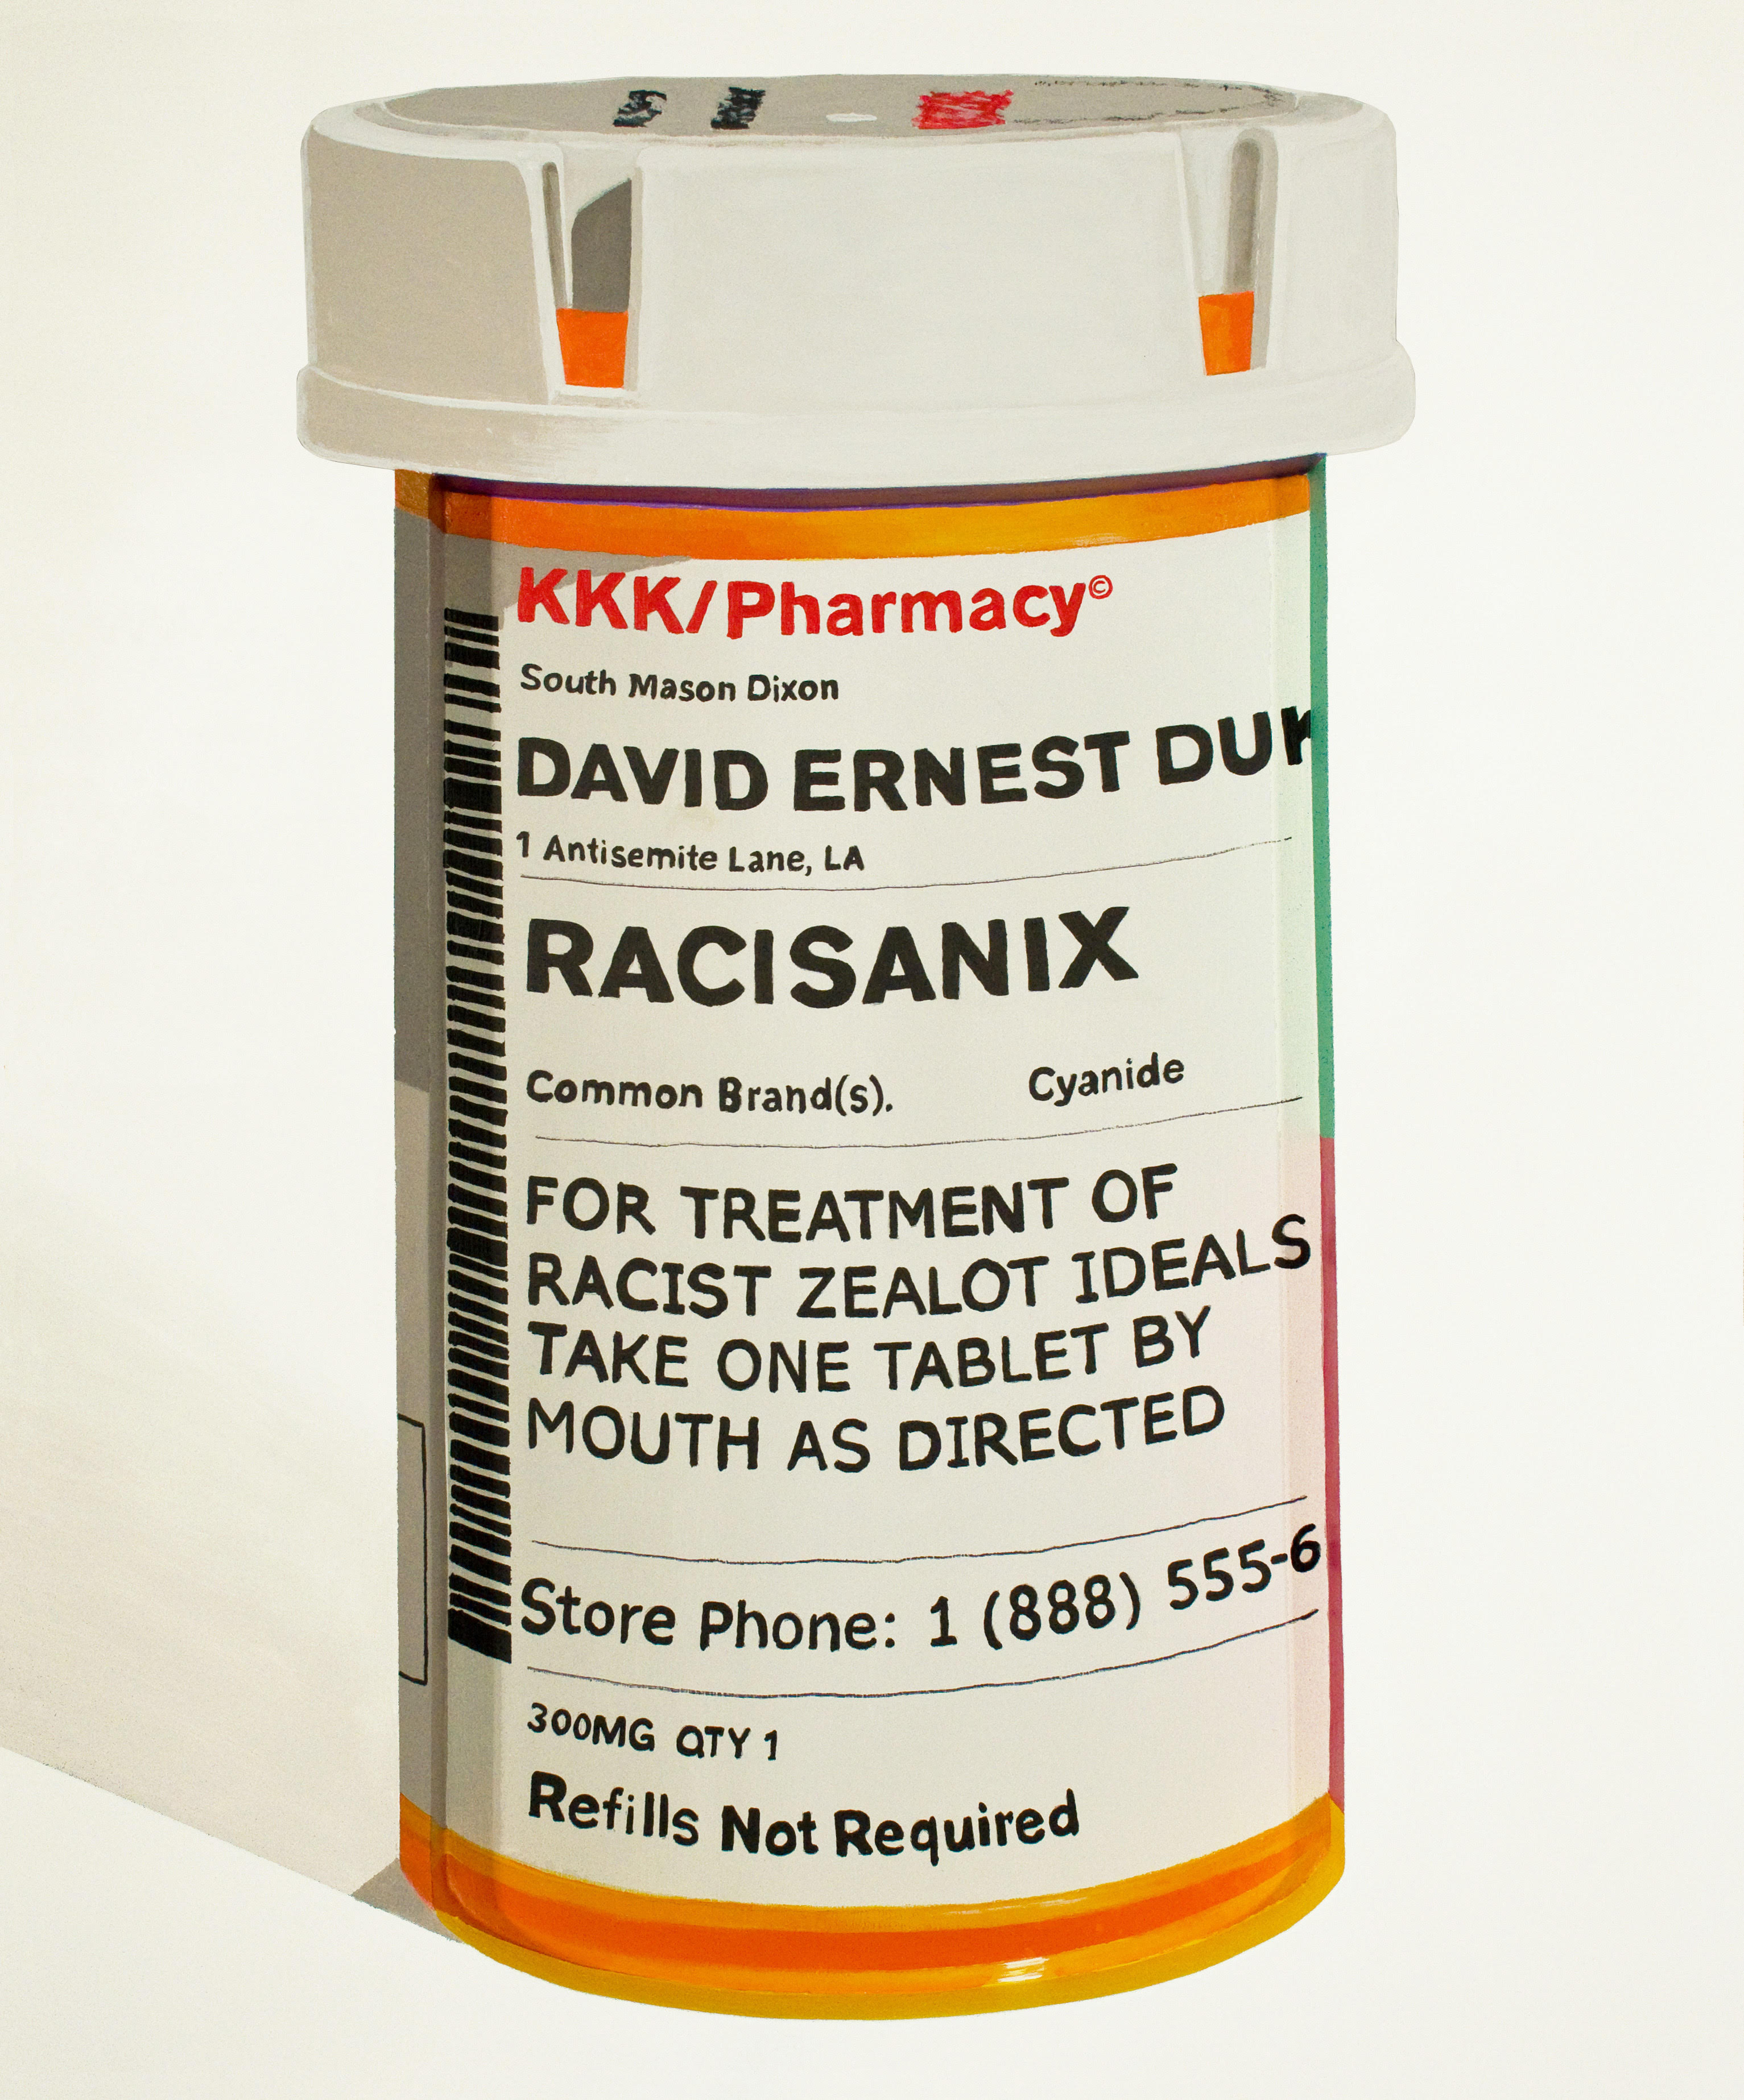 KKK/Pharmacy©
South Mason Dixon
DAVID ERNEST DU
1 Antisemite Lane, LA
RACISANIX
Common Brand(s). Cyanide
FOR TREATMENT OF
RACIST ZEALOT IDEALS
TAKE ONE TABLET BY
MOUTH AS DIRECTED
Store Phone: 1 (888) 555-6
300MG QTY 1
Refills Not Required